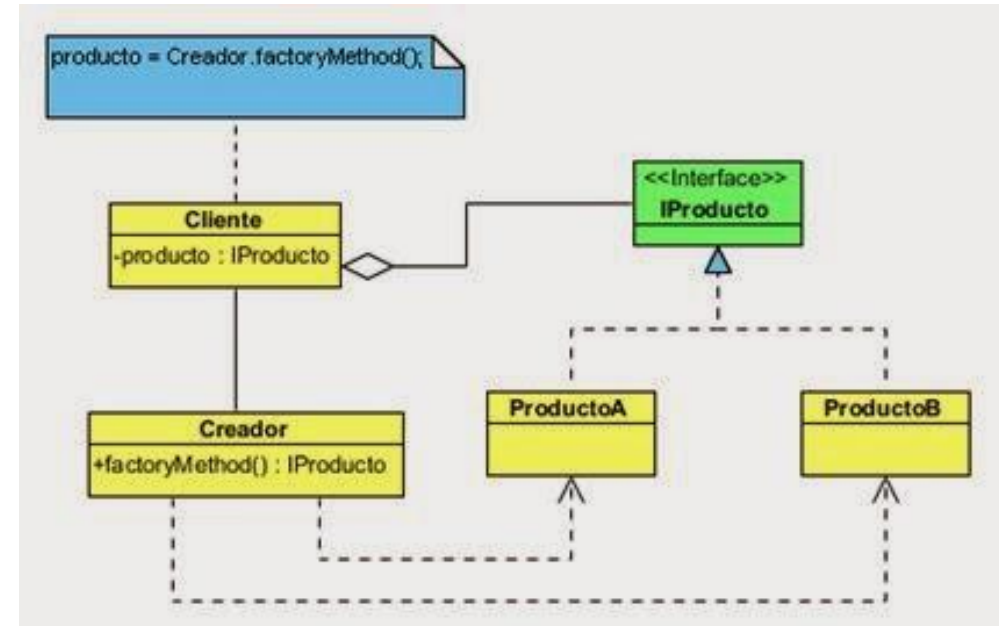 producto = Creador.factoryMethod();
<<Interface>>
IProducto
Cliente
-producto : IProducto
Creador
+factoryMethod() : IProducto
ProductoA
ProductoB